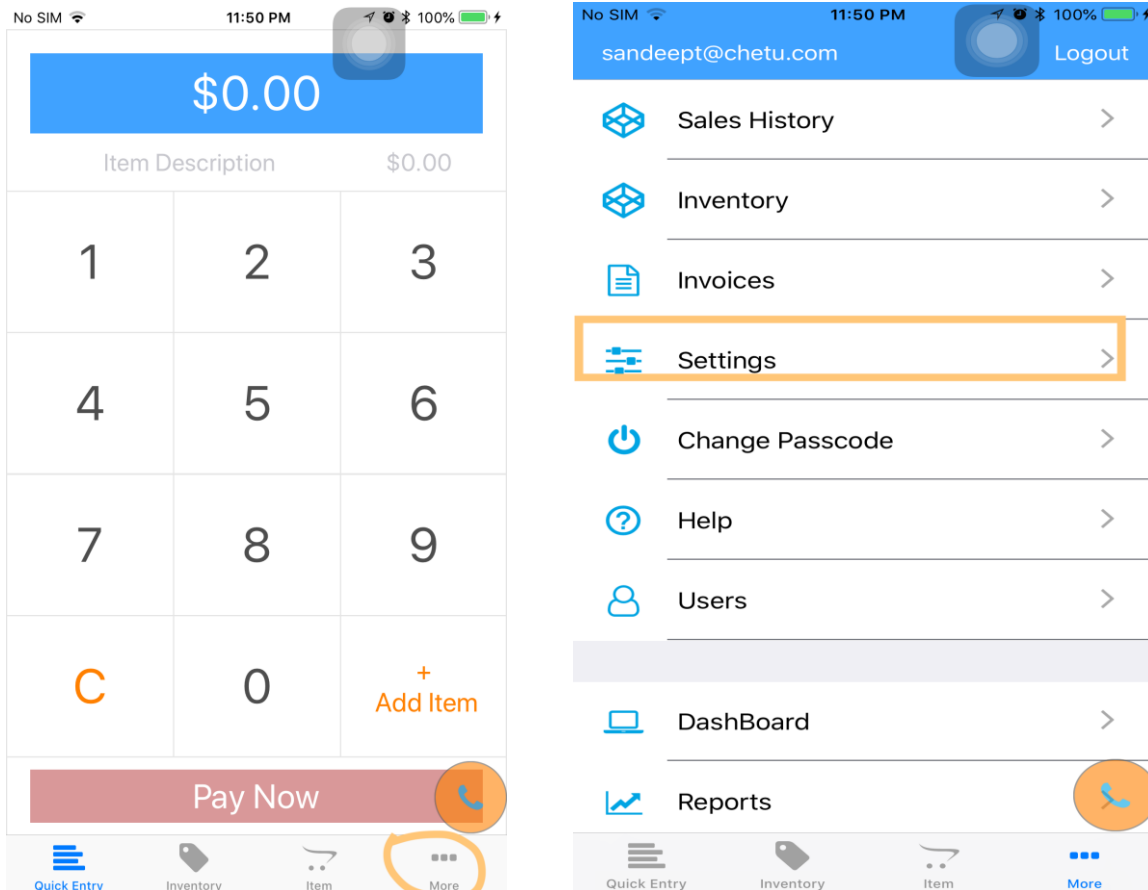 No SIM 11:50 PM 100%
$0.00
Item Description $0.00
1 2 3
4 5 6
7 8 9
C 0 +
Add Item
Pay Now
Quick Entry Inventory Item More
No SIM 11:50 PM 100%
sandeept@chetu.com Logout
Sales History
Inventory
Invoices
Settings
Change Passcode
Help
Users
DashBoard
Reports
Quick Entry Inventory Item More